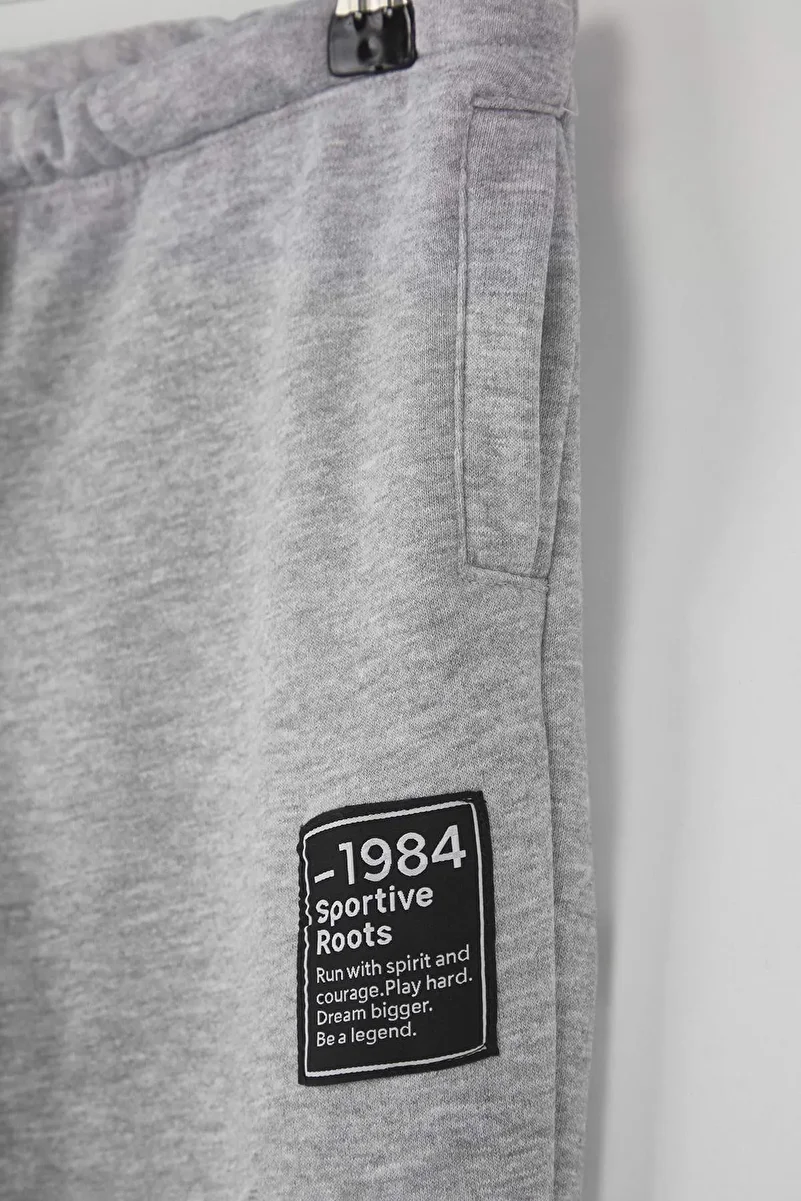 -1984
Sportive
Roots
Run with spirit and
courage.Play hard.
Dream bigger.
Be a legend.